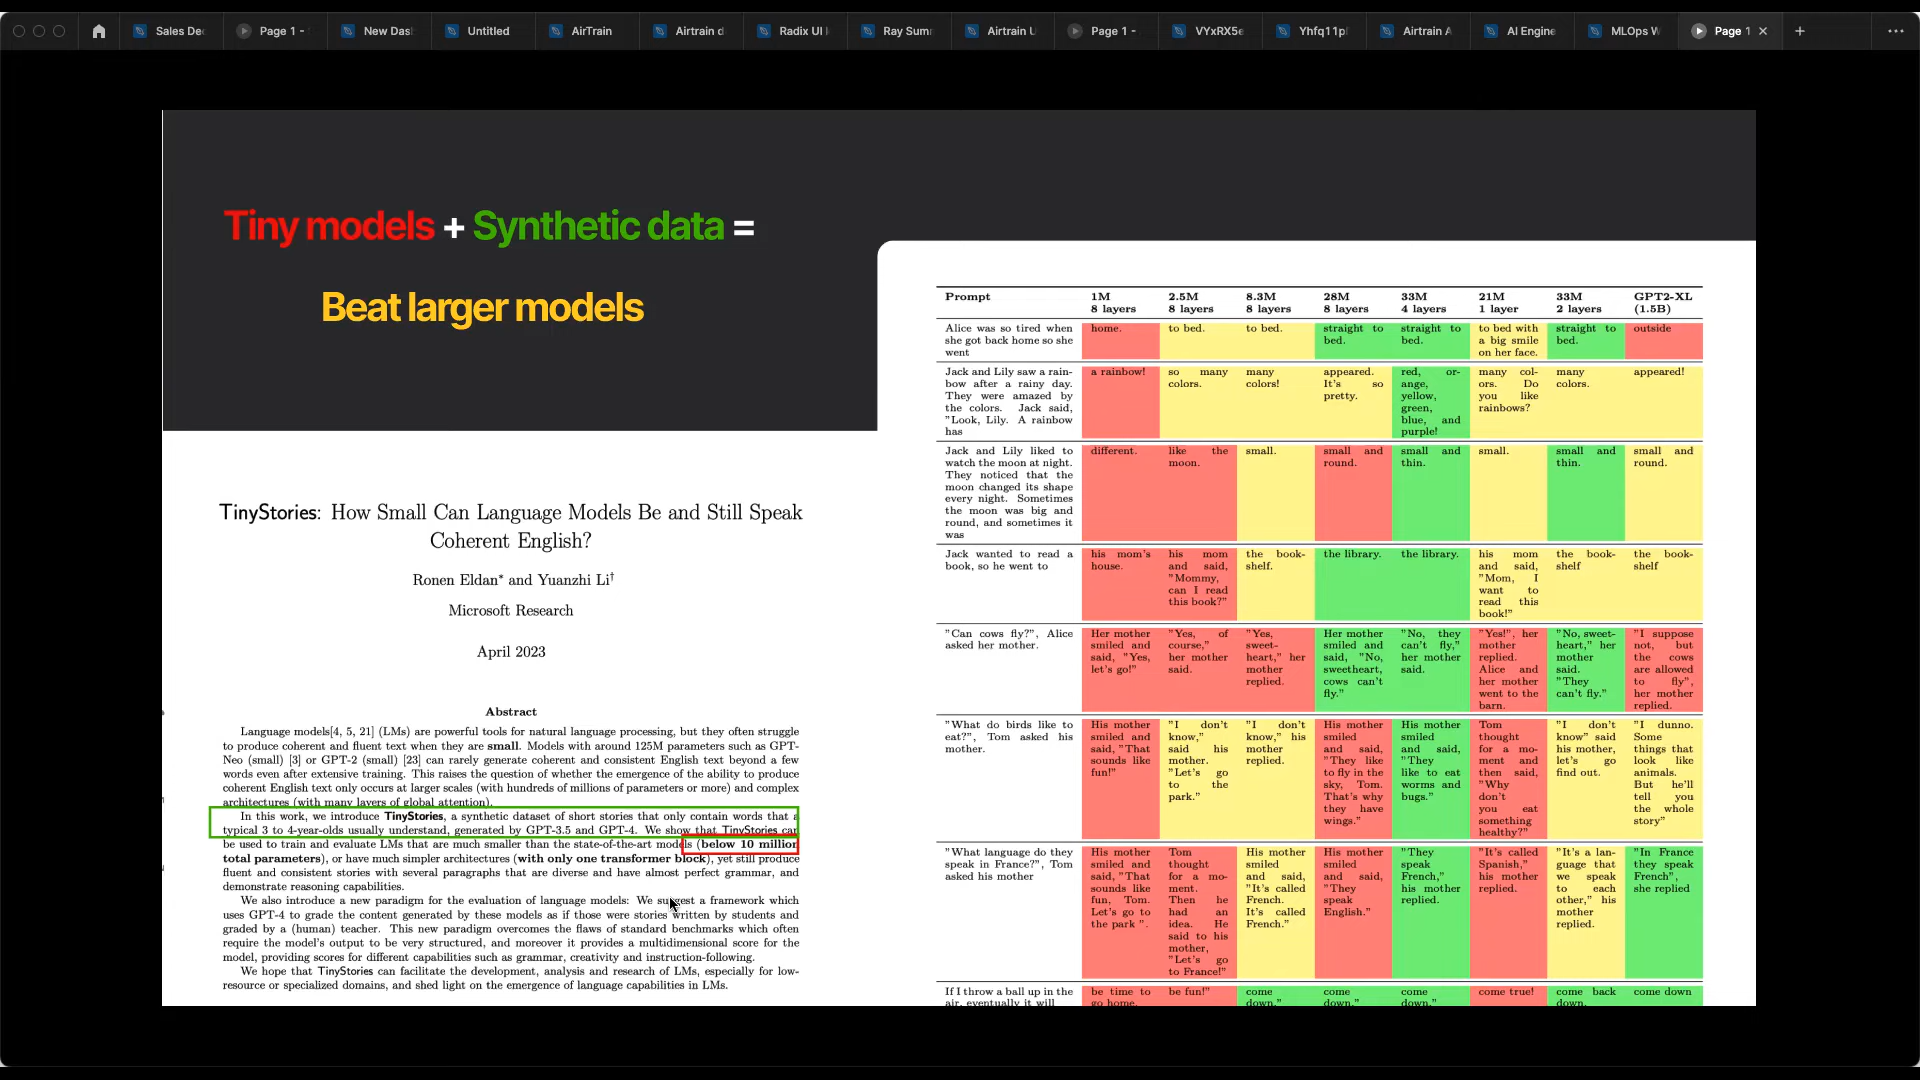 Sales De
Page 1 -
New Das
Untitled
AirTrain
Airtrain d
Radix UI
Ray Sum
Airtrain U
Page 1 -
VYxRX5e
Yhfq11p
Airtrain A
AI Engine
MLOps W
Page 1
Tiny models + Synthetic data =
Beat larger models
TinyStories: How Small Can Language Models Be and Still Speak
Coherent English?
Ronen Eldan* and Yuanzhi Li†
Microsoft Research
April 2023
Abstract
Language models[4, 5, 21] (LMs) are powerful tools for natural language processing, but they often struggle
to produce coherent and fluent text when they are small. Models with around 125M parameters such as GPT-
Neo (small) [3] or GPT-2 (small) [23] can rarely generate coherent and consistent English text beyond a few
words even after extensive training. This raises the question of whether the emergence of the ability to produce
coherent English text only occurs at larger scales (with hundreds of millions of parameters or more) and complex
architectures (with many layers of global attention).
In this work, we introduce TinyStories, a synthetic dataset of short stories that only contain words that a
typical 3 to 4-year-olds usually understand, generated by GPT-3.5 and GPT-4. We show that TinyStories can
be used to train and evaluate LMs that are much smaller than the state-of-the-art models (below 10 million
total parameters), or have much simpler architectures (with only one transformer block), yet still produce
fluent and consistent stories with several paragraphs that are diverse and have almost perfect grammar, and
demonstrate reasoning capabilities.
We also introduce a new paradigm for the evaluation of language models: We suggest a framework which
uses GPT-4 to grade the content generated by these models as if those were stories written by students and
graded by a (human) teacher. This new paradigm overcomes the flaws of standard benchmarks which often
require the model's output to be very structured, and moreover it provides a multidimensional score for the
model, providing scores for different capabilities such as grammar, creativity and instruction-following.
We hope that TinyStories can facilitate the development, analysis and research of LMs, especially for low-
resource or specialized domains, and shed light on the emergence of language capabilities in LMs.
Prompt
1M
8 layers
2.5M
8 layers
8.3M
8 layers
28M
8 layers
33M
4 layers
21M
1 layer
33M
2 layers
GPT2-XL
(1.5B)
Alice was so tired when
she got back home so she
went
home.
to bed.
to bed.
straight to
bed.
straight to
bed.
to bed with
a big smile
on her face.
straight to
bed.
outside
Jack and Lily saw a rain-
bow after a rainy day.
They were amazed by
the colors. Jack said,
"Look, Lily. A rainbow
has
a rainbow!
so many
colors.
many
colors!
appeared.
It's so
pretty.
red, or-
ange,
yellow,
green,
blue, and
purple!
many col-
ors. Do
you like
rainbows?
many
colors.
appeared!
Jack and Lily liked to
watch the moon at night.
They noticed that the
moon changed its shape
every night. Sometimes
the moon was big and
round, and sometimes it
was
different.
like the
moon.
small.
small and
round.
small and
thin.
small.
small and
thin.
small and
round.
Jack wanted to read a
book, so he went to
his mom's
house.
his mom
and said,
"Mommy,
can I read
this book?"
the book-
shelf.
the library.
the library.
his mom
and said,
"Mom, I
want to
read this
book!"
the book-
shelf
the book-
shelf
"Can cows fly?", Alice
asked her mother.
Her mother
smiled and
said, "Yes,
let's go!"
"Yes, of
course,"
her mother
said.
"Yes,
sweet-
heart," her
mother
replied.
Her mother
smiled and
said, "No,
sweetheart,
cows can't
fly."
"No, they
can't fly,"
her mother
said.
"Yes!", her
mother
replied.
Alice and
her mother
went to the
barn.
"No, sweet-
heart," her
mother
said.
"They
can't fly."
"I suppose
not, but
the cows
are allowed
to fly",
her mother
replied.
"What do birds like to
eat?", Tom asked his
mother.
His mother
smiled and
said, "That
sounds like
fun!"
"I don't
know,"
said his
mother.
"Let's go
to the
park."
"I don't
know," his
mother
replied.
His mother
smiled
and said,
"They like
to fly in the
sky, Tom.
That's why
they have
wings."
His mother
smiled
and said,
"They
like to eat
worms and
bugs."
Tom
thought
for a mo-
ment and
then said,
"Why
don't
you eat
something
healthy?"
"I don't
know" said
his mother,
let's go
find out.
"I dunno.
Some
things that
look like
animals.
But he'll
tell you
the whole
story"
"What language do they
speak in France?", Tom
asked his mother
His mother
smiled and
said, "That
sounds like
fun, Tom.
Let's go to
the park ".
Tom
thought
for a mo-
ment.
Then he
had an
idea. He
said to his
mother,
"Let's go
to France!"
His mother
smiled and
said,
"It's called
French.
It's called
French."
His mother
smiled
and said,
"They
speak
English."
"They
speak
French,"
his mother
replied.
"It's called
Spanish,"
his mother
replied.
"It's a lan-
guage that
we speak
to each
other," his
mother
replied.
"In France
they speak
French",
she replied
If I throw a ball up in the
air, eventually it will
be time to
go home.
be fun!"
come
down."
come
down."
come
down."
come true!
come back
down.
come down